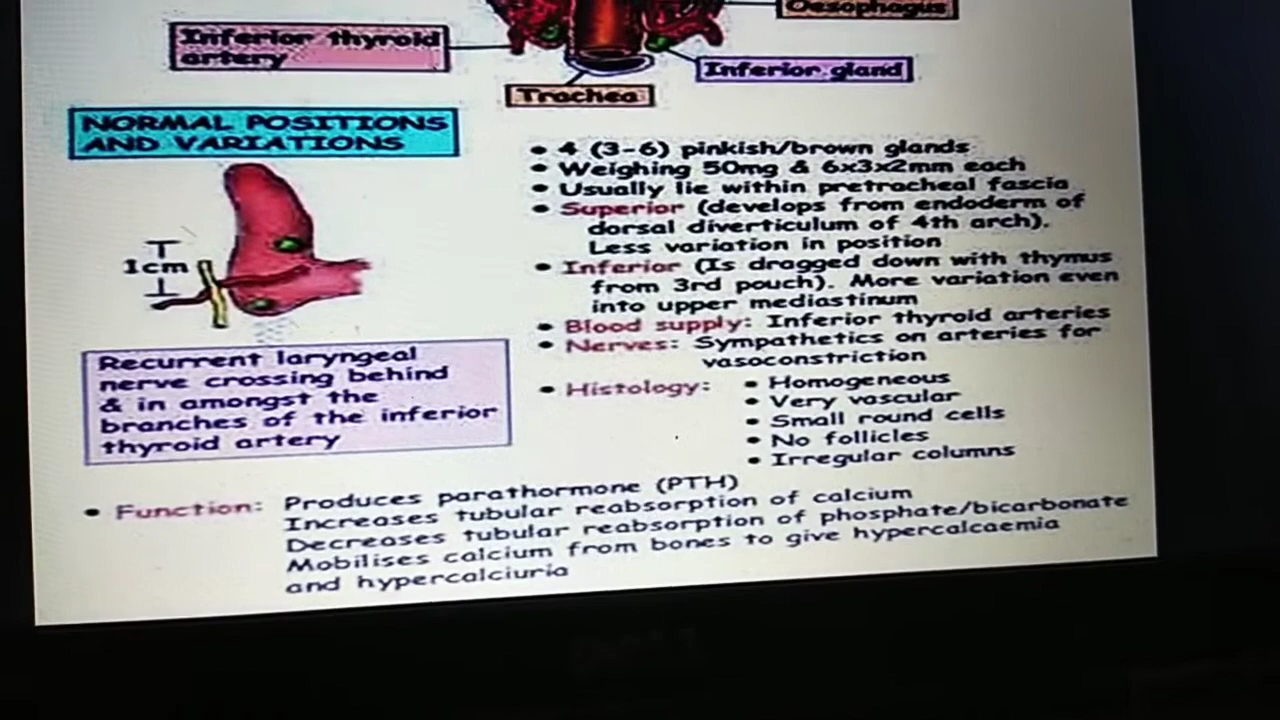 Oesophagus
Inferior thyroid
artery
Inferior gland
Trachea
NORMAL POSITIONS
AND VARIATIONS
1cm
Recurrent laryngeal
nerve crossing behind
& in amongst the
branches of the inferior
thyroid artery
• 4 (3-6) pinkish/brown glands
• Weighing 50mg & 6x3x2mm each
• Usually lie within pretracheal fascia
• Superior (develops from endoderm of
dorsal diverticulum of 4th arch).
Less variation in position
• Inferior (Is dragged down with thymus
from 3rd pouch). More variation even
into upper mediastinum
• Blood supply: Inferior thyroid arteries
• Nerves: Sympathetics on arteries for
vasoconstriction
• Histology: • Homogeneous
• Very vascular
• Small round cells
• No follicles
• Irregular columns
• Function: Produces parathormone (PTH)
Increases tubular reabsorption of calcium
Decreases tubular reabsorption of phosphate/bicarbonate
Mobilises calcium from bones to give hypercalcaemia
and hypercalciuria